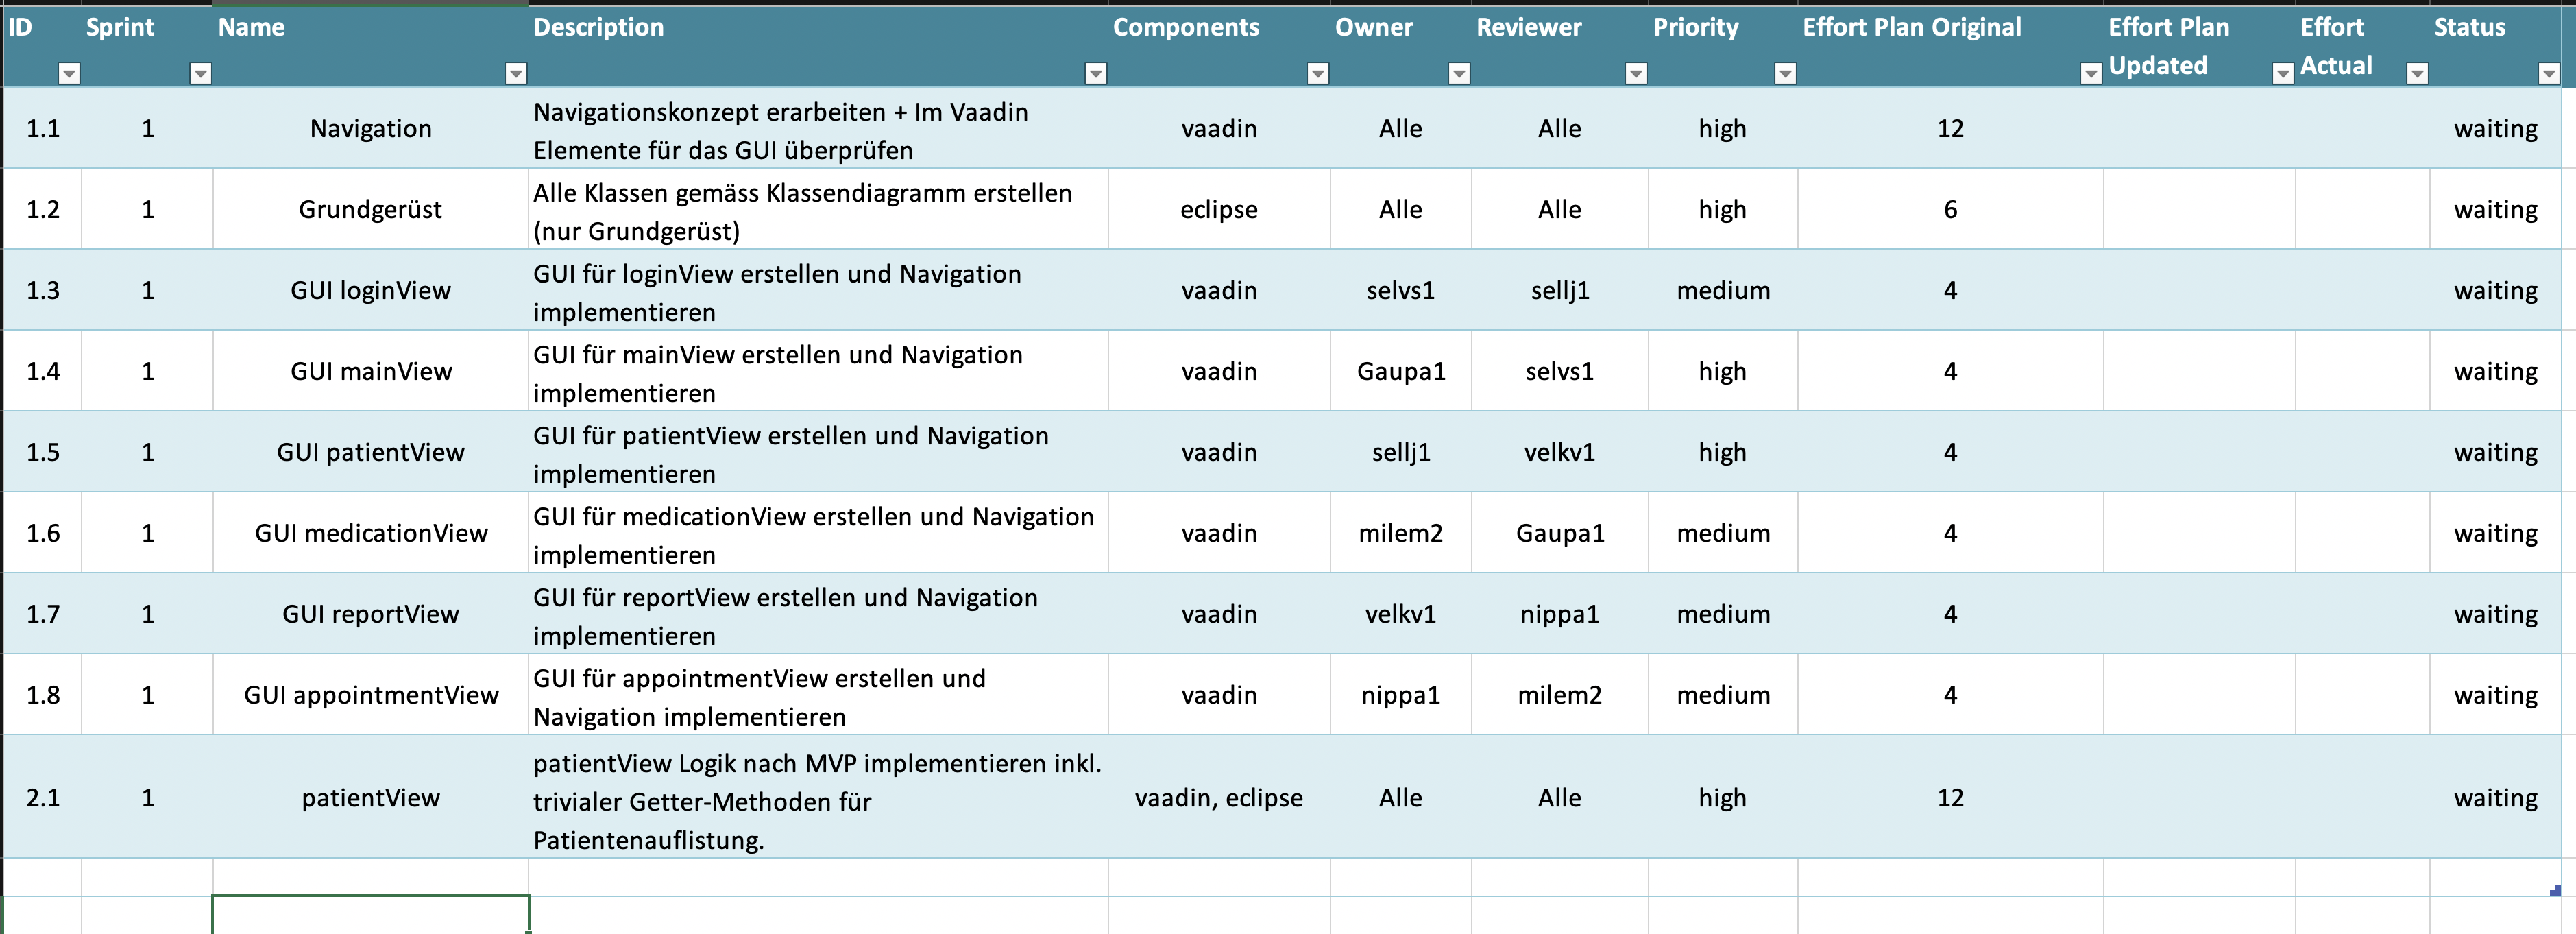 ID Sprint Name Description Components Owner Reviewer Priority Effort Plan Original Effort Plan Updated Effort Actual Status
1.1 1 Navigation Navigationskonzept erarbeiten + Im Vaadin Elemente für das GUI überprüfen vaadin Alle Alle high 12 waiting
1.2 1 Grundgerüst Alle Klassen gemäss Klassendiagramm erstellen (nur Grundgerüst) eclipse Alle Alle high 6 waiting
1.3 1 GUI loginView GUI für loginView erstellen und Navigation implementieren vaadin selvs1 sellj1 medium 4 waiting
1.4 1 GUI mainView GUI für mainView erstellen und Navigation implementieren vaadin Gaupa1 selvs1 high 4 waiting
1.5 1 GUI patientView GUI für patientView erstellen und Navigation implementieren vaadin sellj1 velkv1 high 4 waiting
1.6 1 GUI medicationView GUI für medicationView erstellen und Navigation implementieren vaadin milem2 Gaupa1 medium 4 waiting
1.7 1 GUI reportView GUI für reportView erstellen und Navigation implementieren vaadin velkv1 nippa1 medium 4 waiting
1.8 1 GUI appointmentView GUI für appointmentView erstellen und Navigation implementieren vaadin nippa1 milem2 medium 4 waiting
2.1 1 patientView patientView Logik nach MVP implementieren inkl. trivialer Getter-Methoden für Patientenauflistung. vaadin, eclipse Alle Alle high 12 waiting